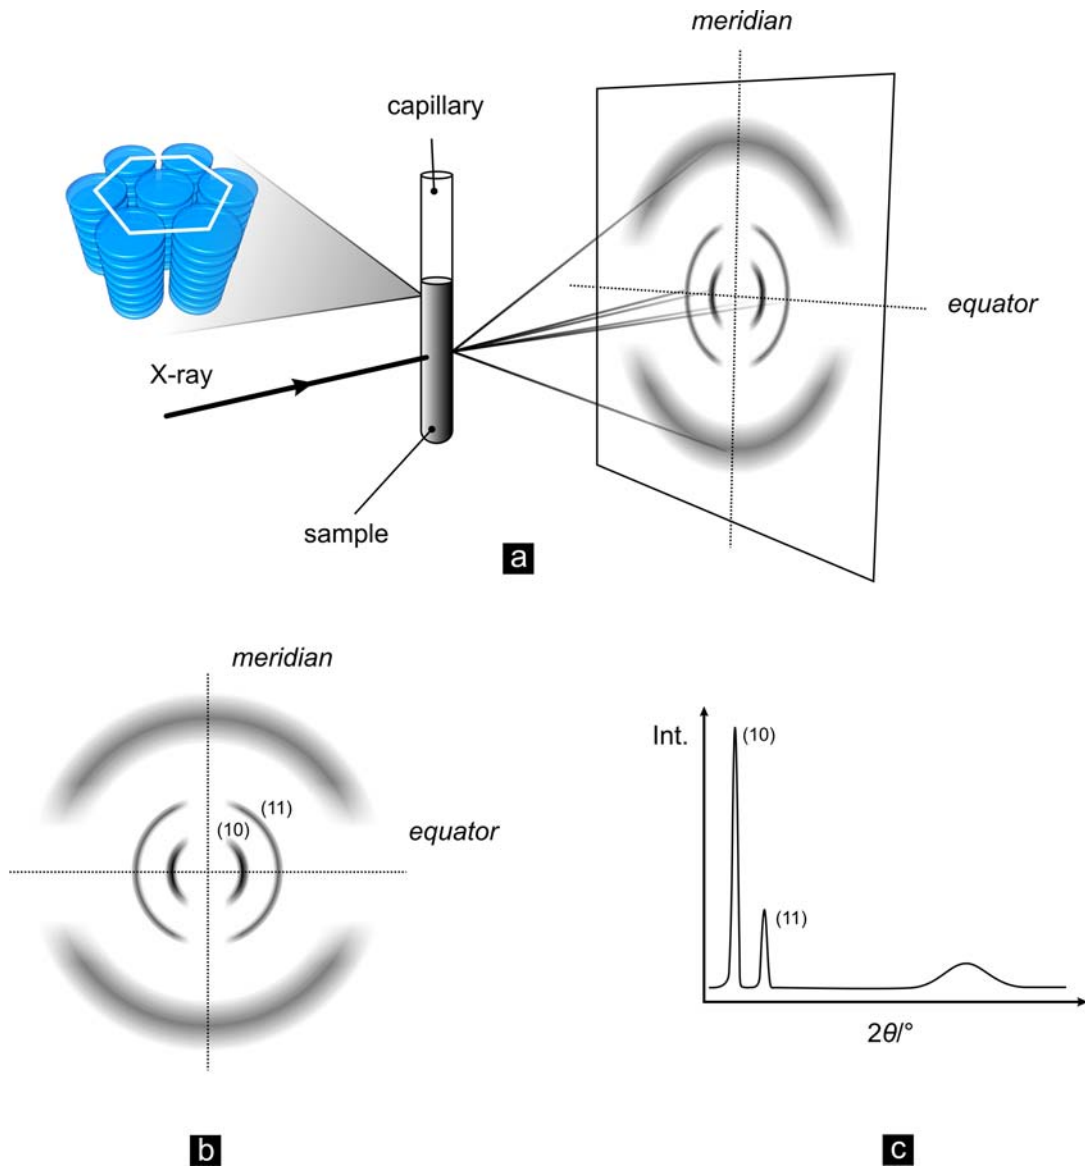 meridian
capillary
equator
X-ray
sample
a
meridian
(11)
(10)
equator
b
Int.
(10)
(11)
2θ/°
c